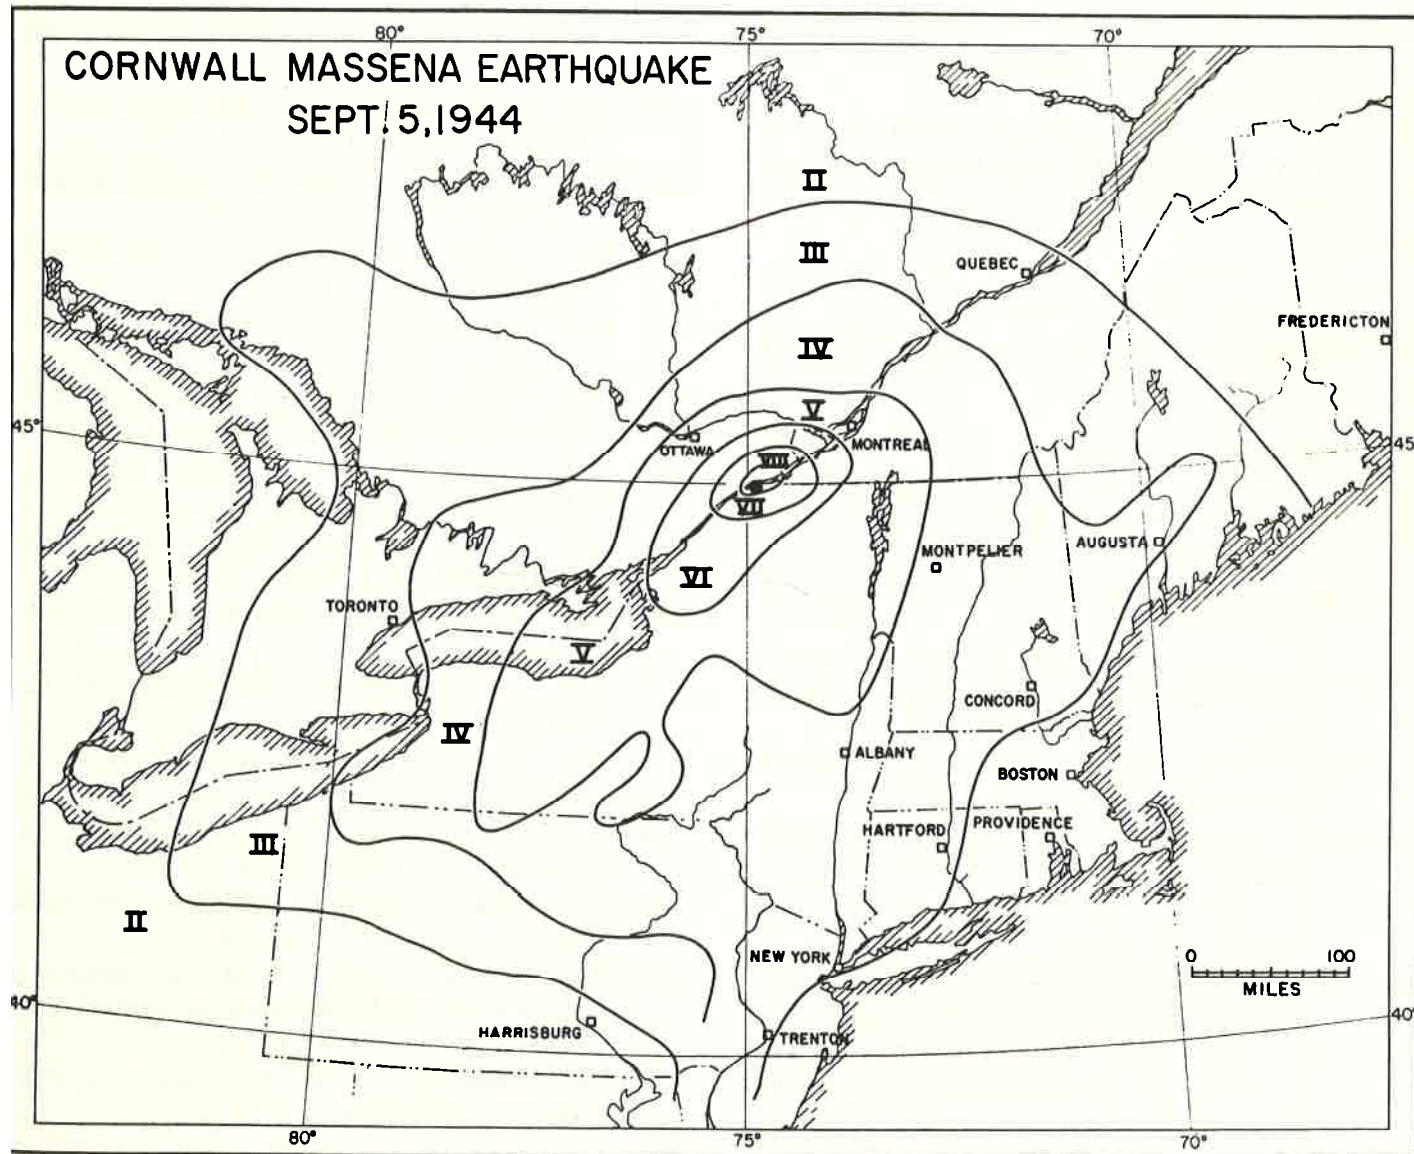 80°
75°
70°
CORNWALL MASSENA EARTHQUAKE
SEPT. 5, 1944
II
III
QUEBEC
FREDERICTON
IV
V
45°
OTTAWA
MONTREAL
45
VIII
VII
AUGUSTA
MONTPELIER
VI
TORONTO
V
CONCORD
IV
ALBANY
BOSTON
III
HARTFORD
PROVIDENCE
II
NEW YORK
0 100
MILES
40°
HARRISBURG
TRENTON
40°
80°
75°
70°